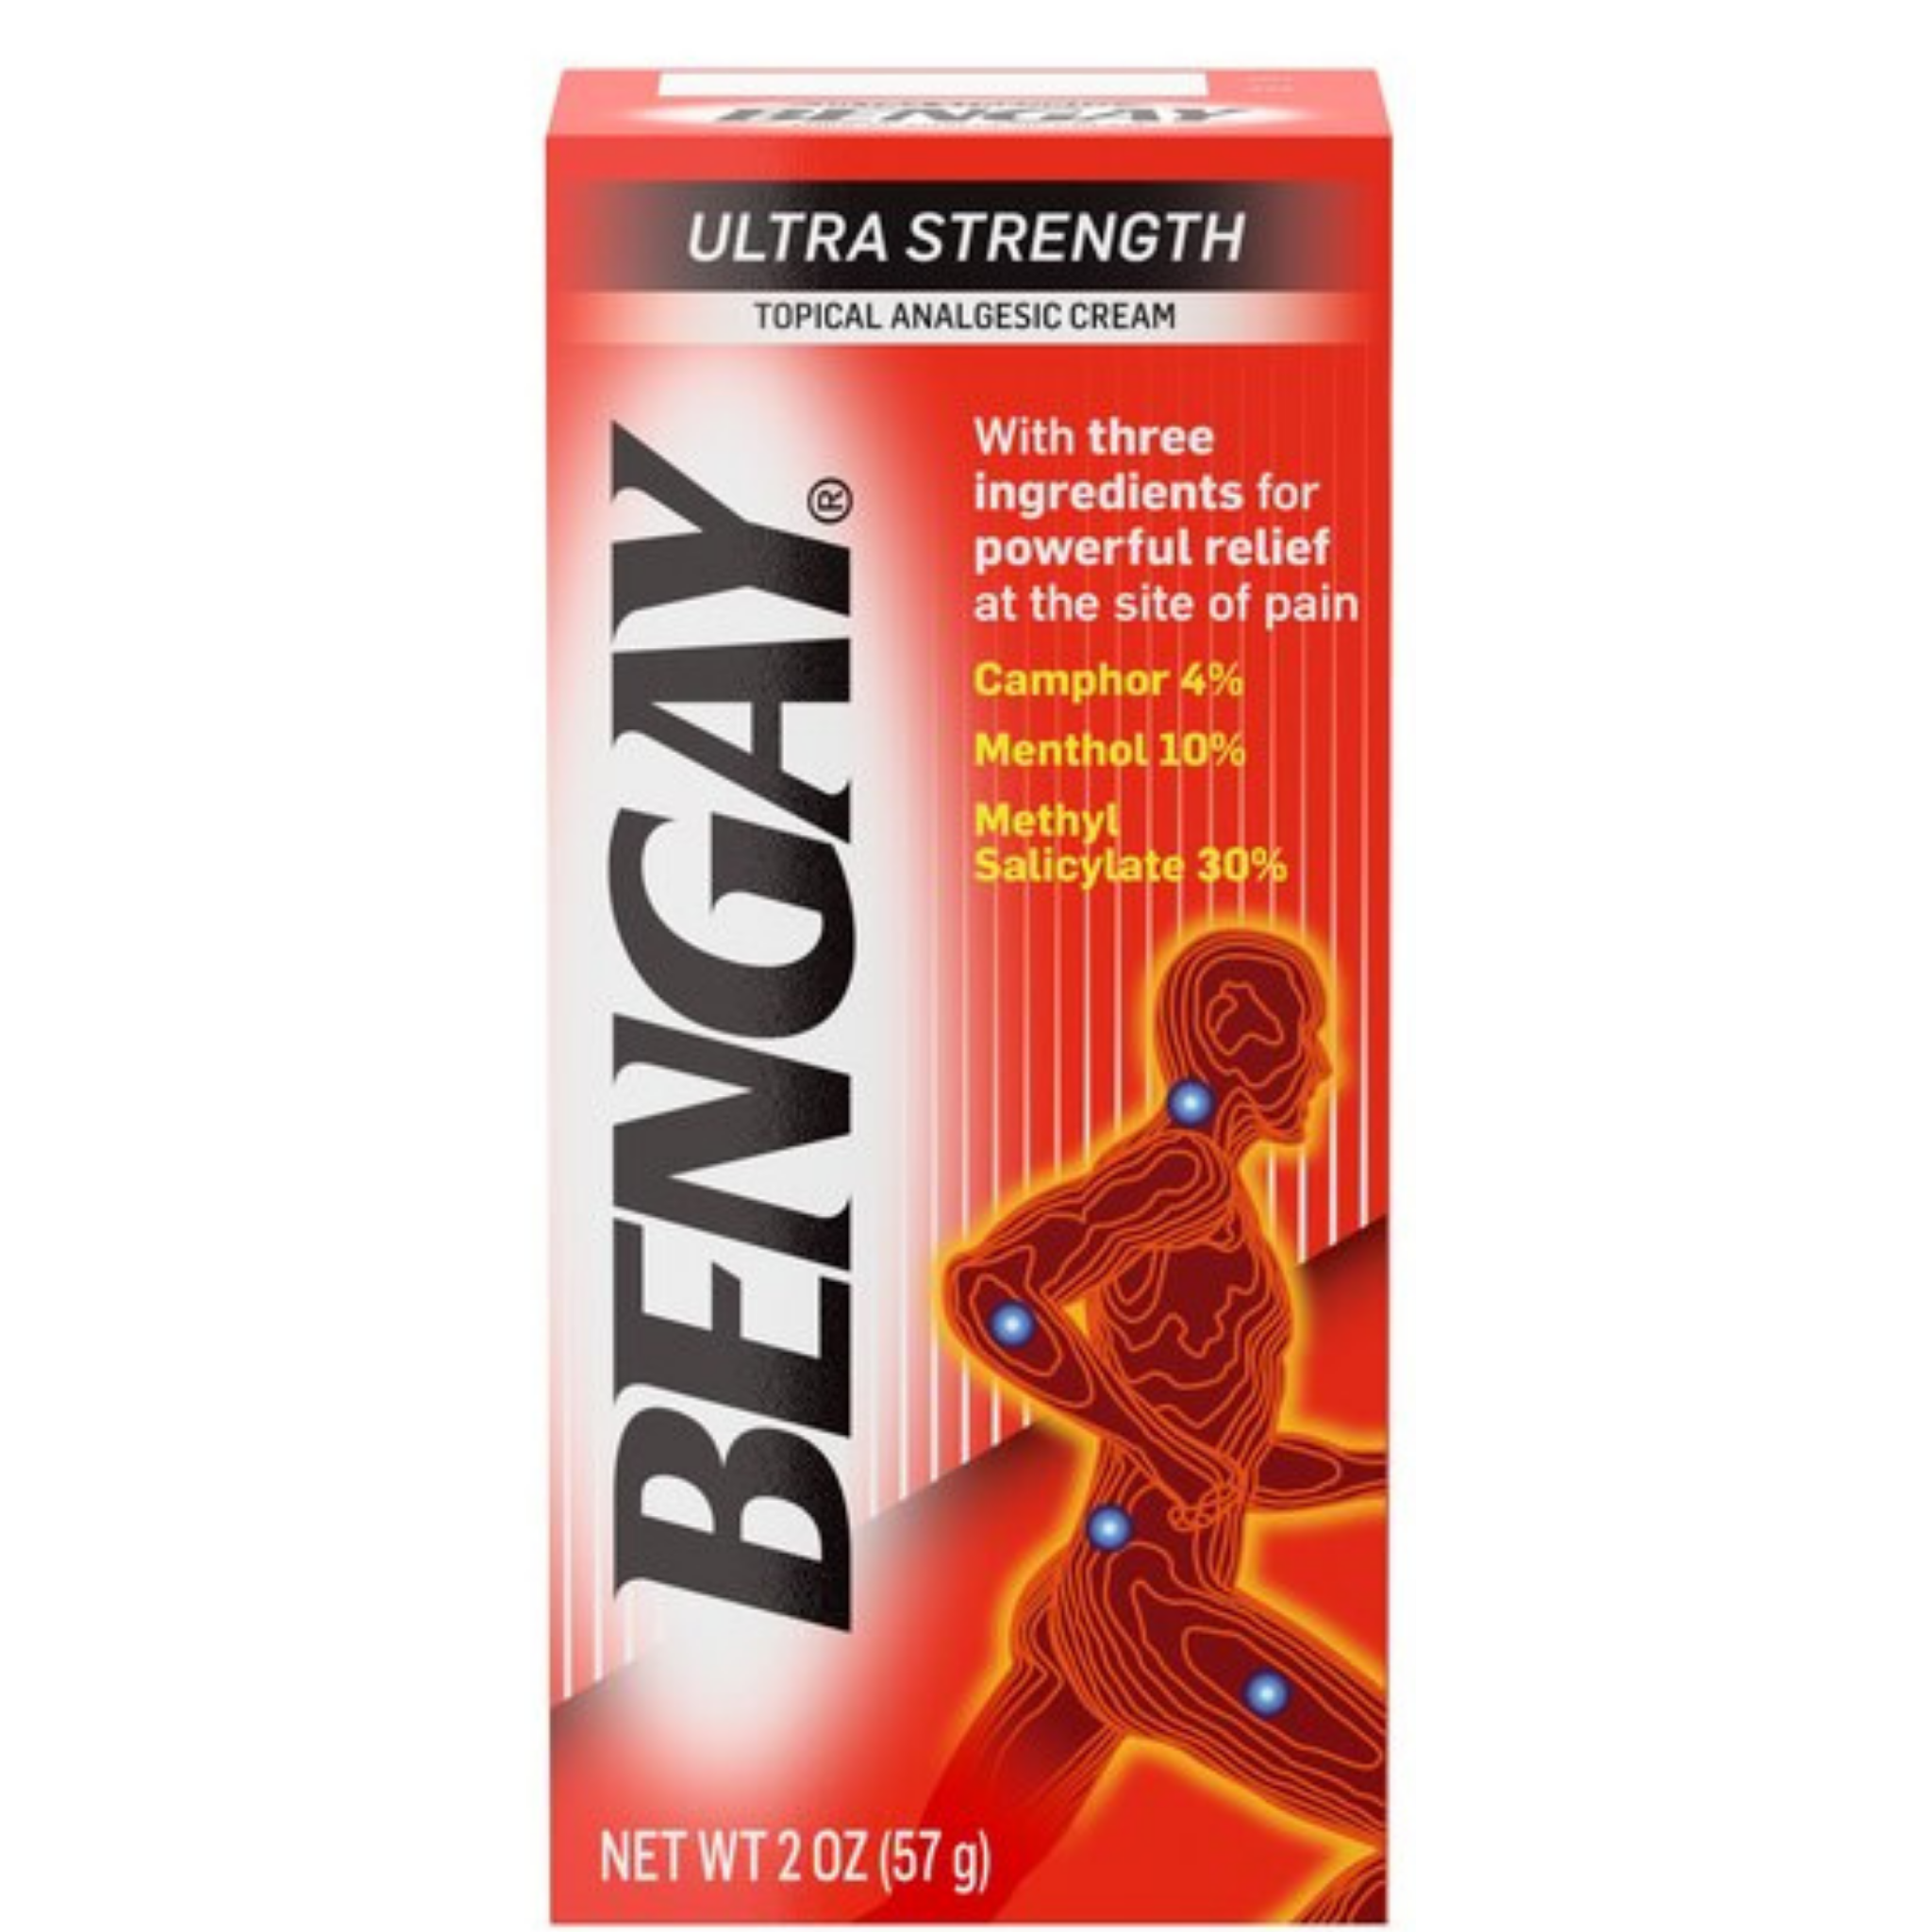 BENGAY
ULTRA STRENGTH
TOPICAL ANALGESIC CREAM
BENGAY®
With three
ingredients for
powerful relief
at the site of pain
Camphor 4%
Menthol 10%
Methyl
Salicylate 30%
NET WT 2 OZ (57 g)